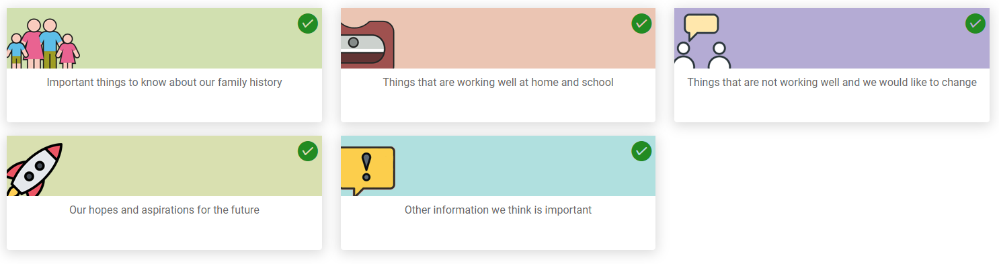 Important things to know about our family history
Things that are working well at home and school
Things that are not working well and we would like to change
Our hopes and aspirations for the future
Other information we think is important